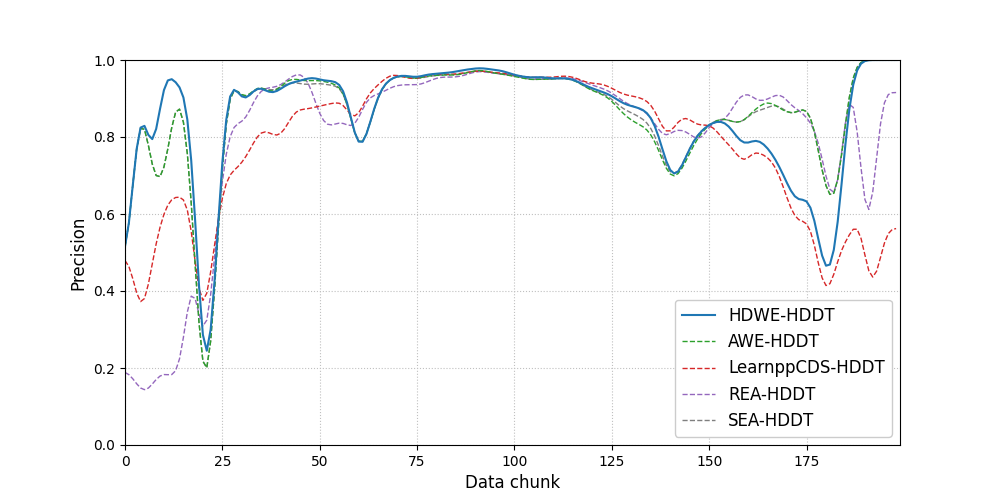 1.0
0.8
0.6
0.4
0.2
0.0
Precision
0 25 50 75 100 125 150 175
Data chunk
HDWE-HDDT
AWE-HDDT
LearnppCDS-HDDT
REA-HDDT
SEA-HDDT